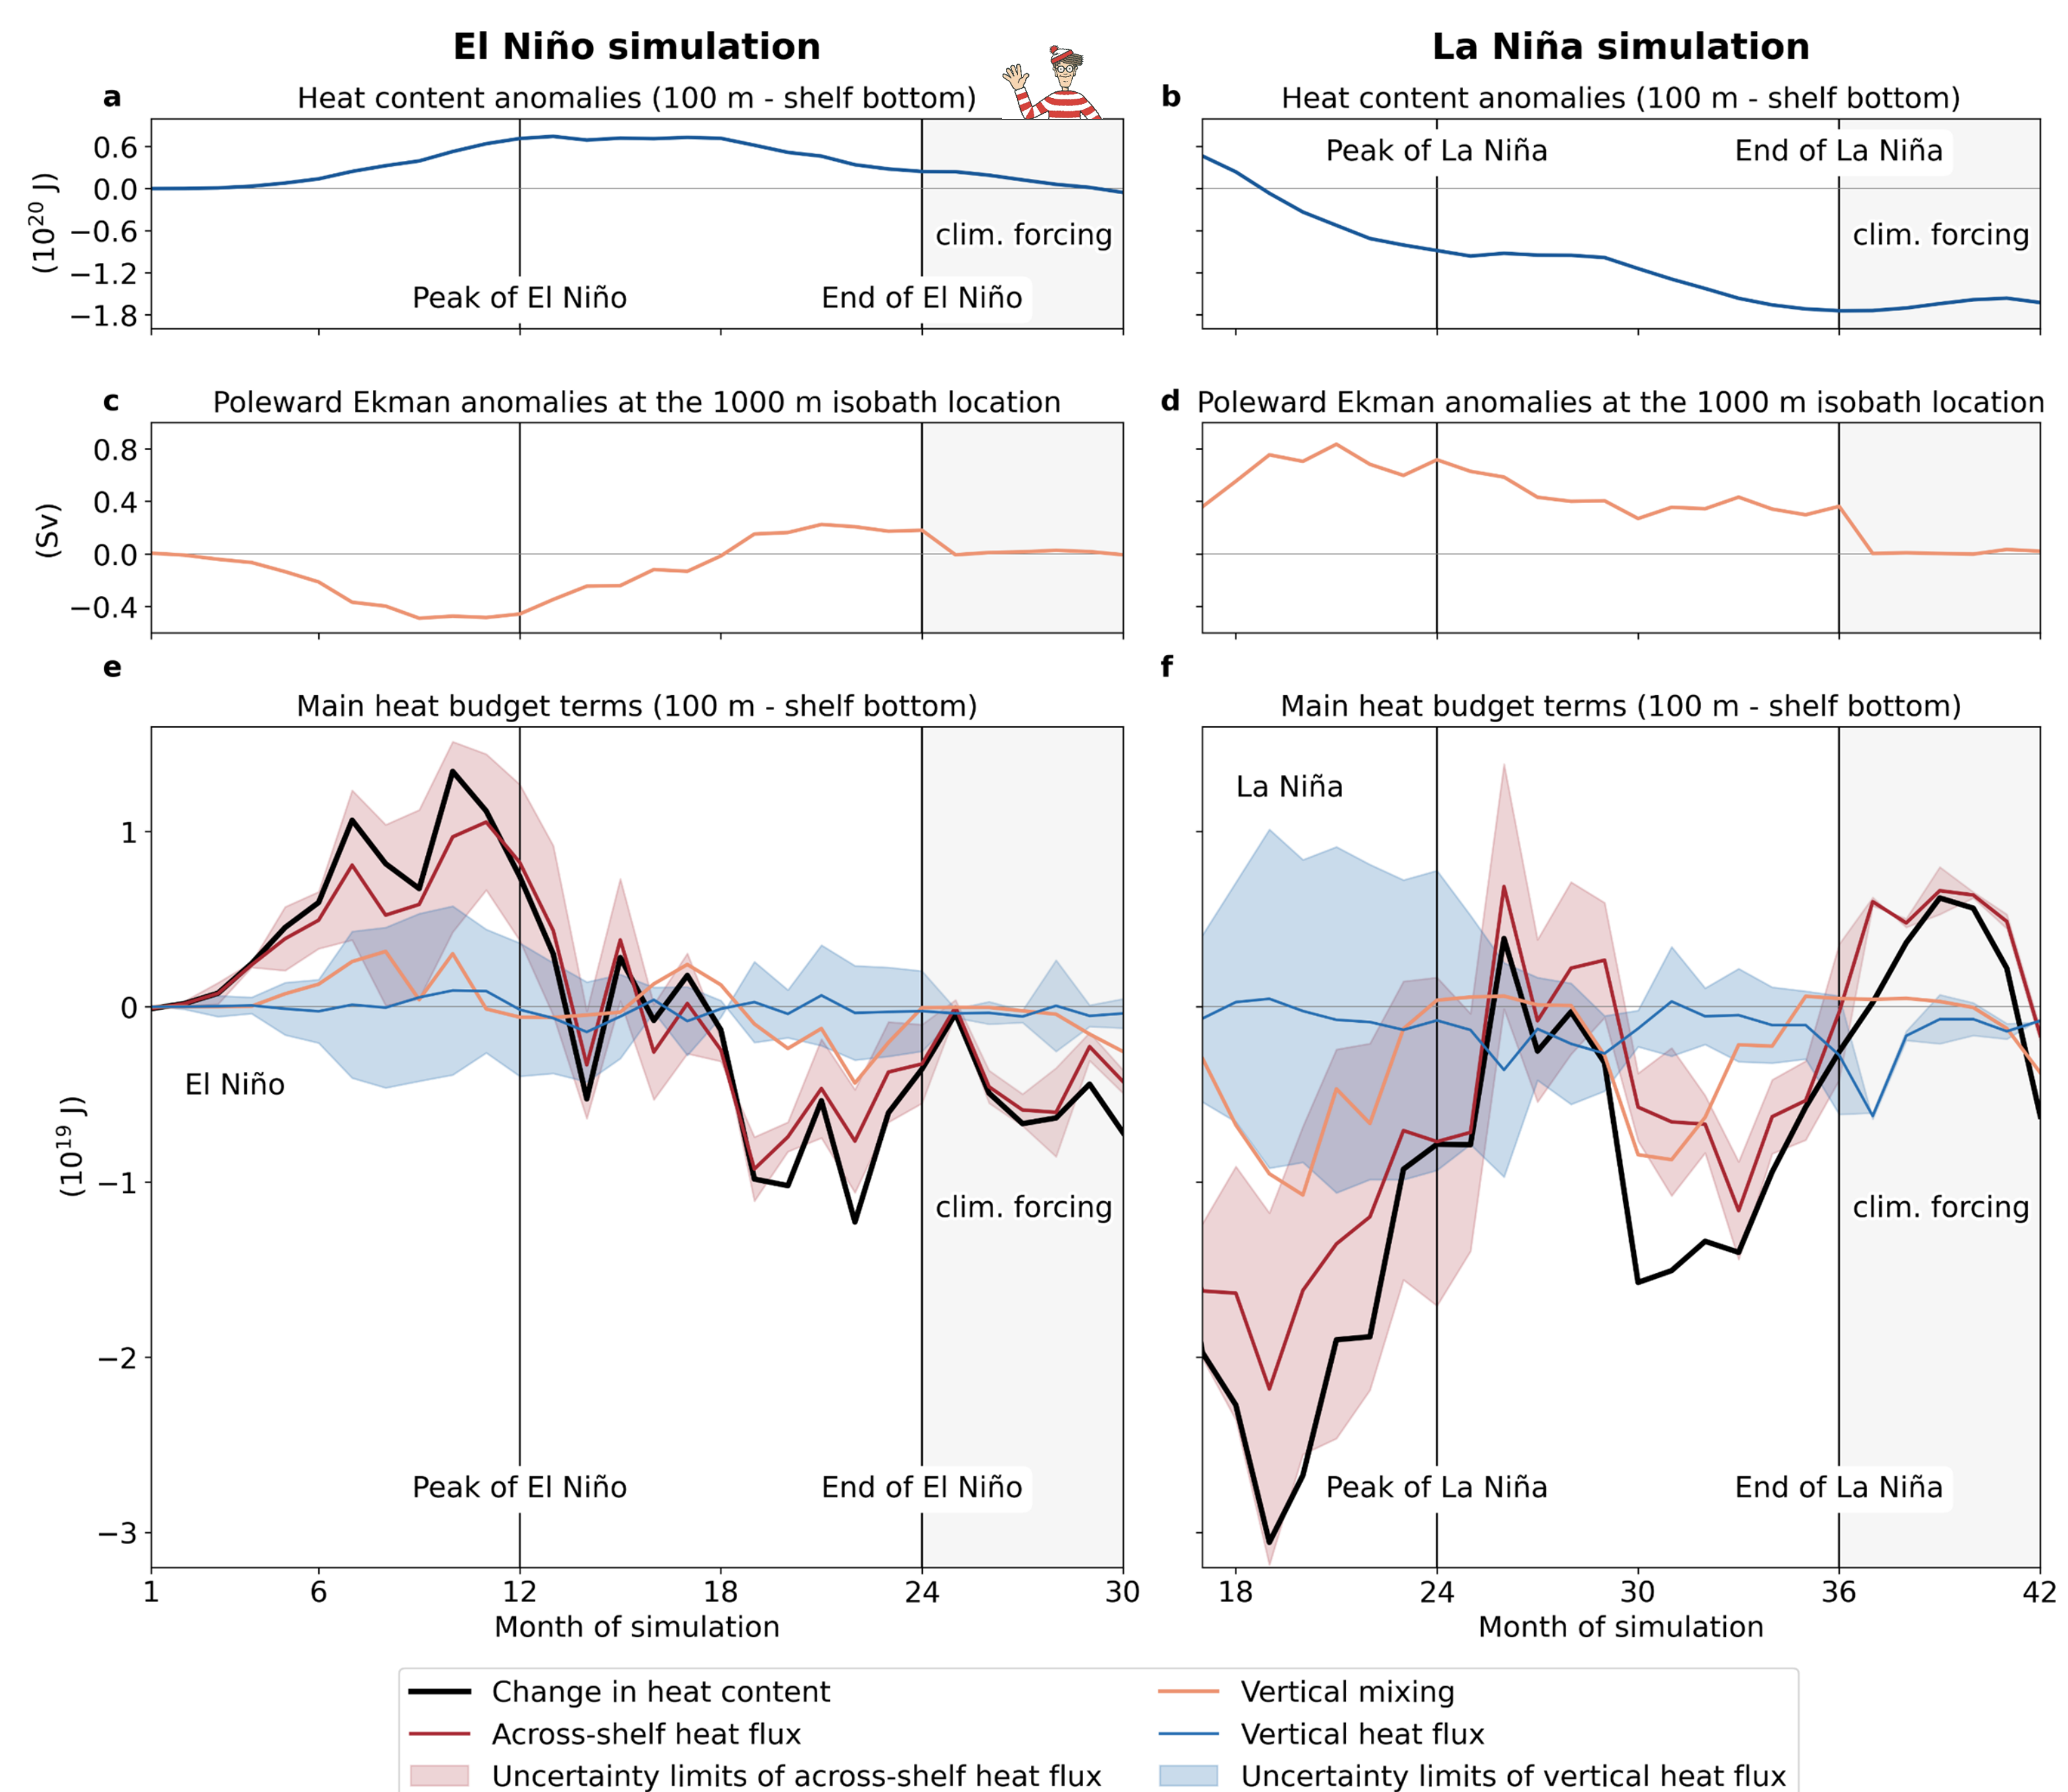 El Niño simulation
La Niña simulation
a
Heat content anomalies (100 m - shelf bottom)
b
Heat content anomalies (100 m - shelf bottom)
(10²⁰ J)
0.6
0.0
−0.6
−1.2
−1.8
Peak of El Niño
End of El Niño
clim. forcing
Peak of La Niña
End of La Niña
clim. forcing
c
Poleward Ekman anomalies at the 1000 m isobath location
d
Poleward Ekman anomalies at the 1000 m isobath location
(Sv)
0.8
0.4
0.0
−0.4
e
Main heat budget terms (100 m - shelf bottom)
f
Main heat budget terms (100 m - shelf bottom)
(10¹⁹ J)
1
0
−1
−2
−3
El Niño
clim. forcing
Peak of El Niño
End of El Niño
La Niña
clim. forcing
Peak of La Niña
End of La Niña
1 6 12 18 24 30
Month of simulation
18 24 30 36 42
Month of simulation
Change in heat content
Across-shelf heat flux
Uncertainty limits of across-shelf heat flux
Vertical mixing
Vertical heat flux
Uncertainty limits of vertical heat flux